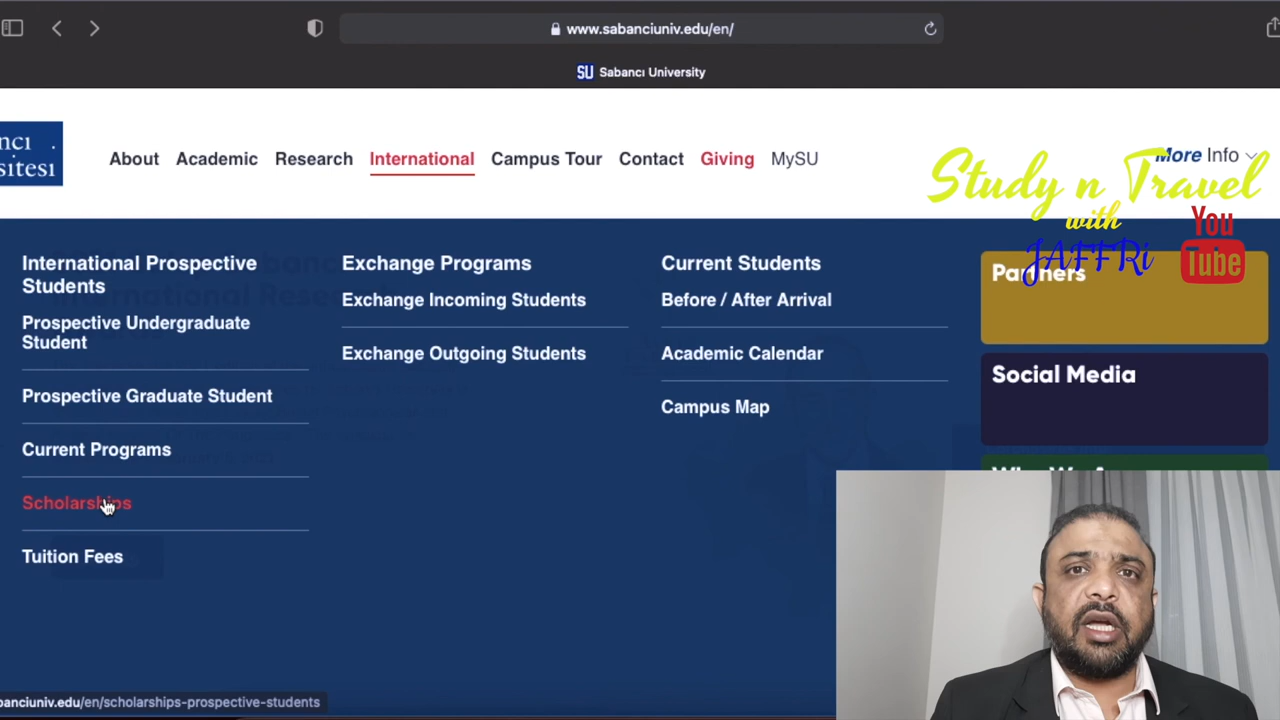 www.sabanciuniv.edu/en/
SU Sabancı University
ncı
sitesi
About Academic Research International Campus Tour Contact Giving MySU
More Info
Study n Travel
with
JAFFRi
You
Tube
International Prospective
Students
Prospective Undergraduate
Student
Prospective Graduate Student
Current Programs
Scholarships
Tuition Fees
Exchange Programs
Exchange Incoming Students
Exchange Outgoing Students
Current Students
Before / After Arrival
Academic Calendar
Campus Map
Partners
Social Media
banciuniv.edu/en/scholarships-prospective-students